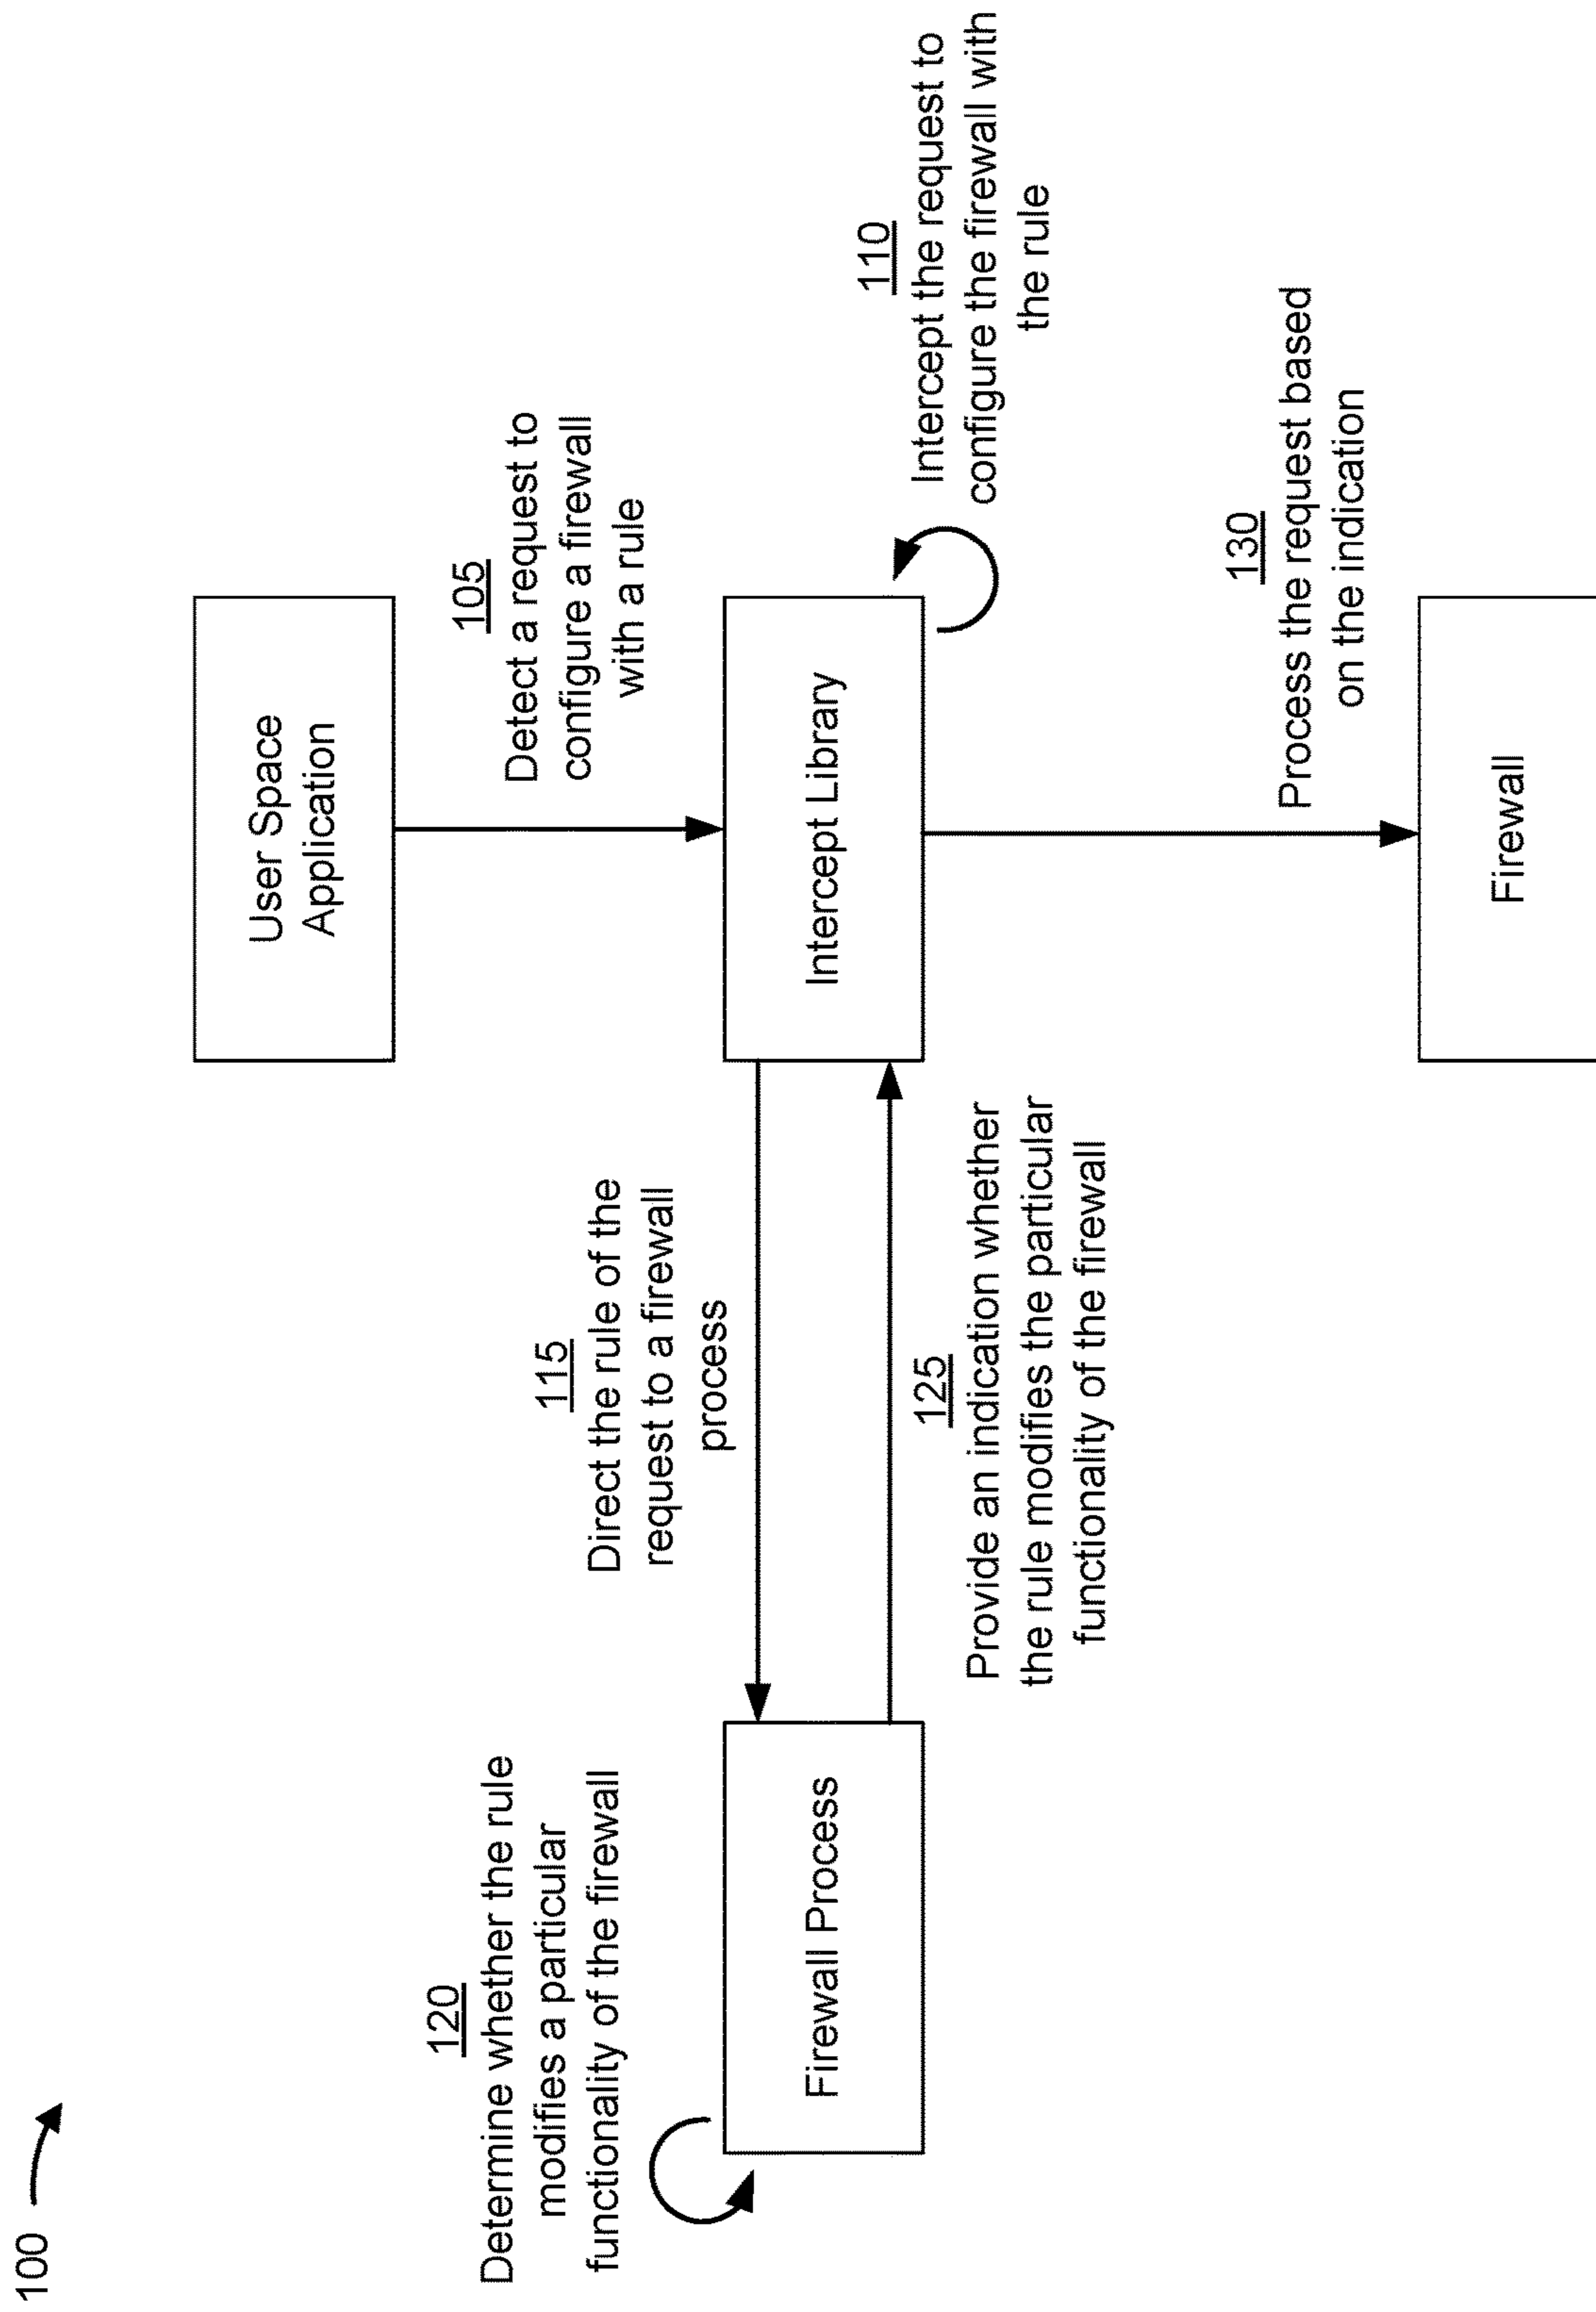 100
User Space
Application
105
Detect a request to
configure a firewall
with a rule
120
Determine whether the rule
modifies a particular
functionality of the firewall
115
Direct the rule of the
request to a firewall
process
Firewall Process
Intercept Library
110
Intercept the request to
configure the firewall with
the rule
125
Provide an indication whether
the rule modifies the particular
functionality of the firewall
130
Process the request based
on the indication
Firewall